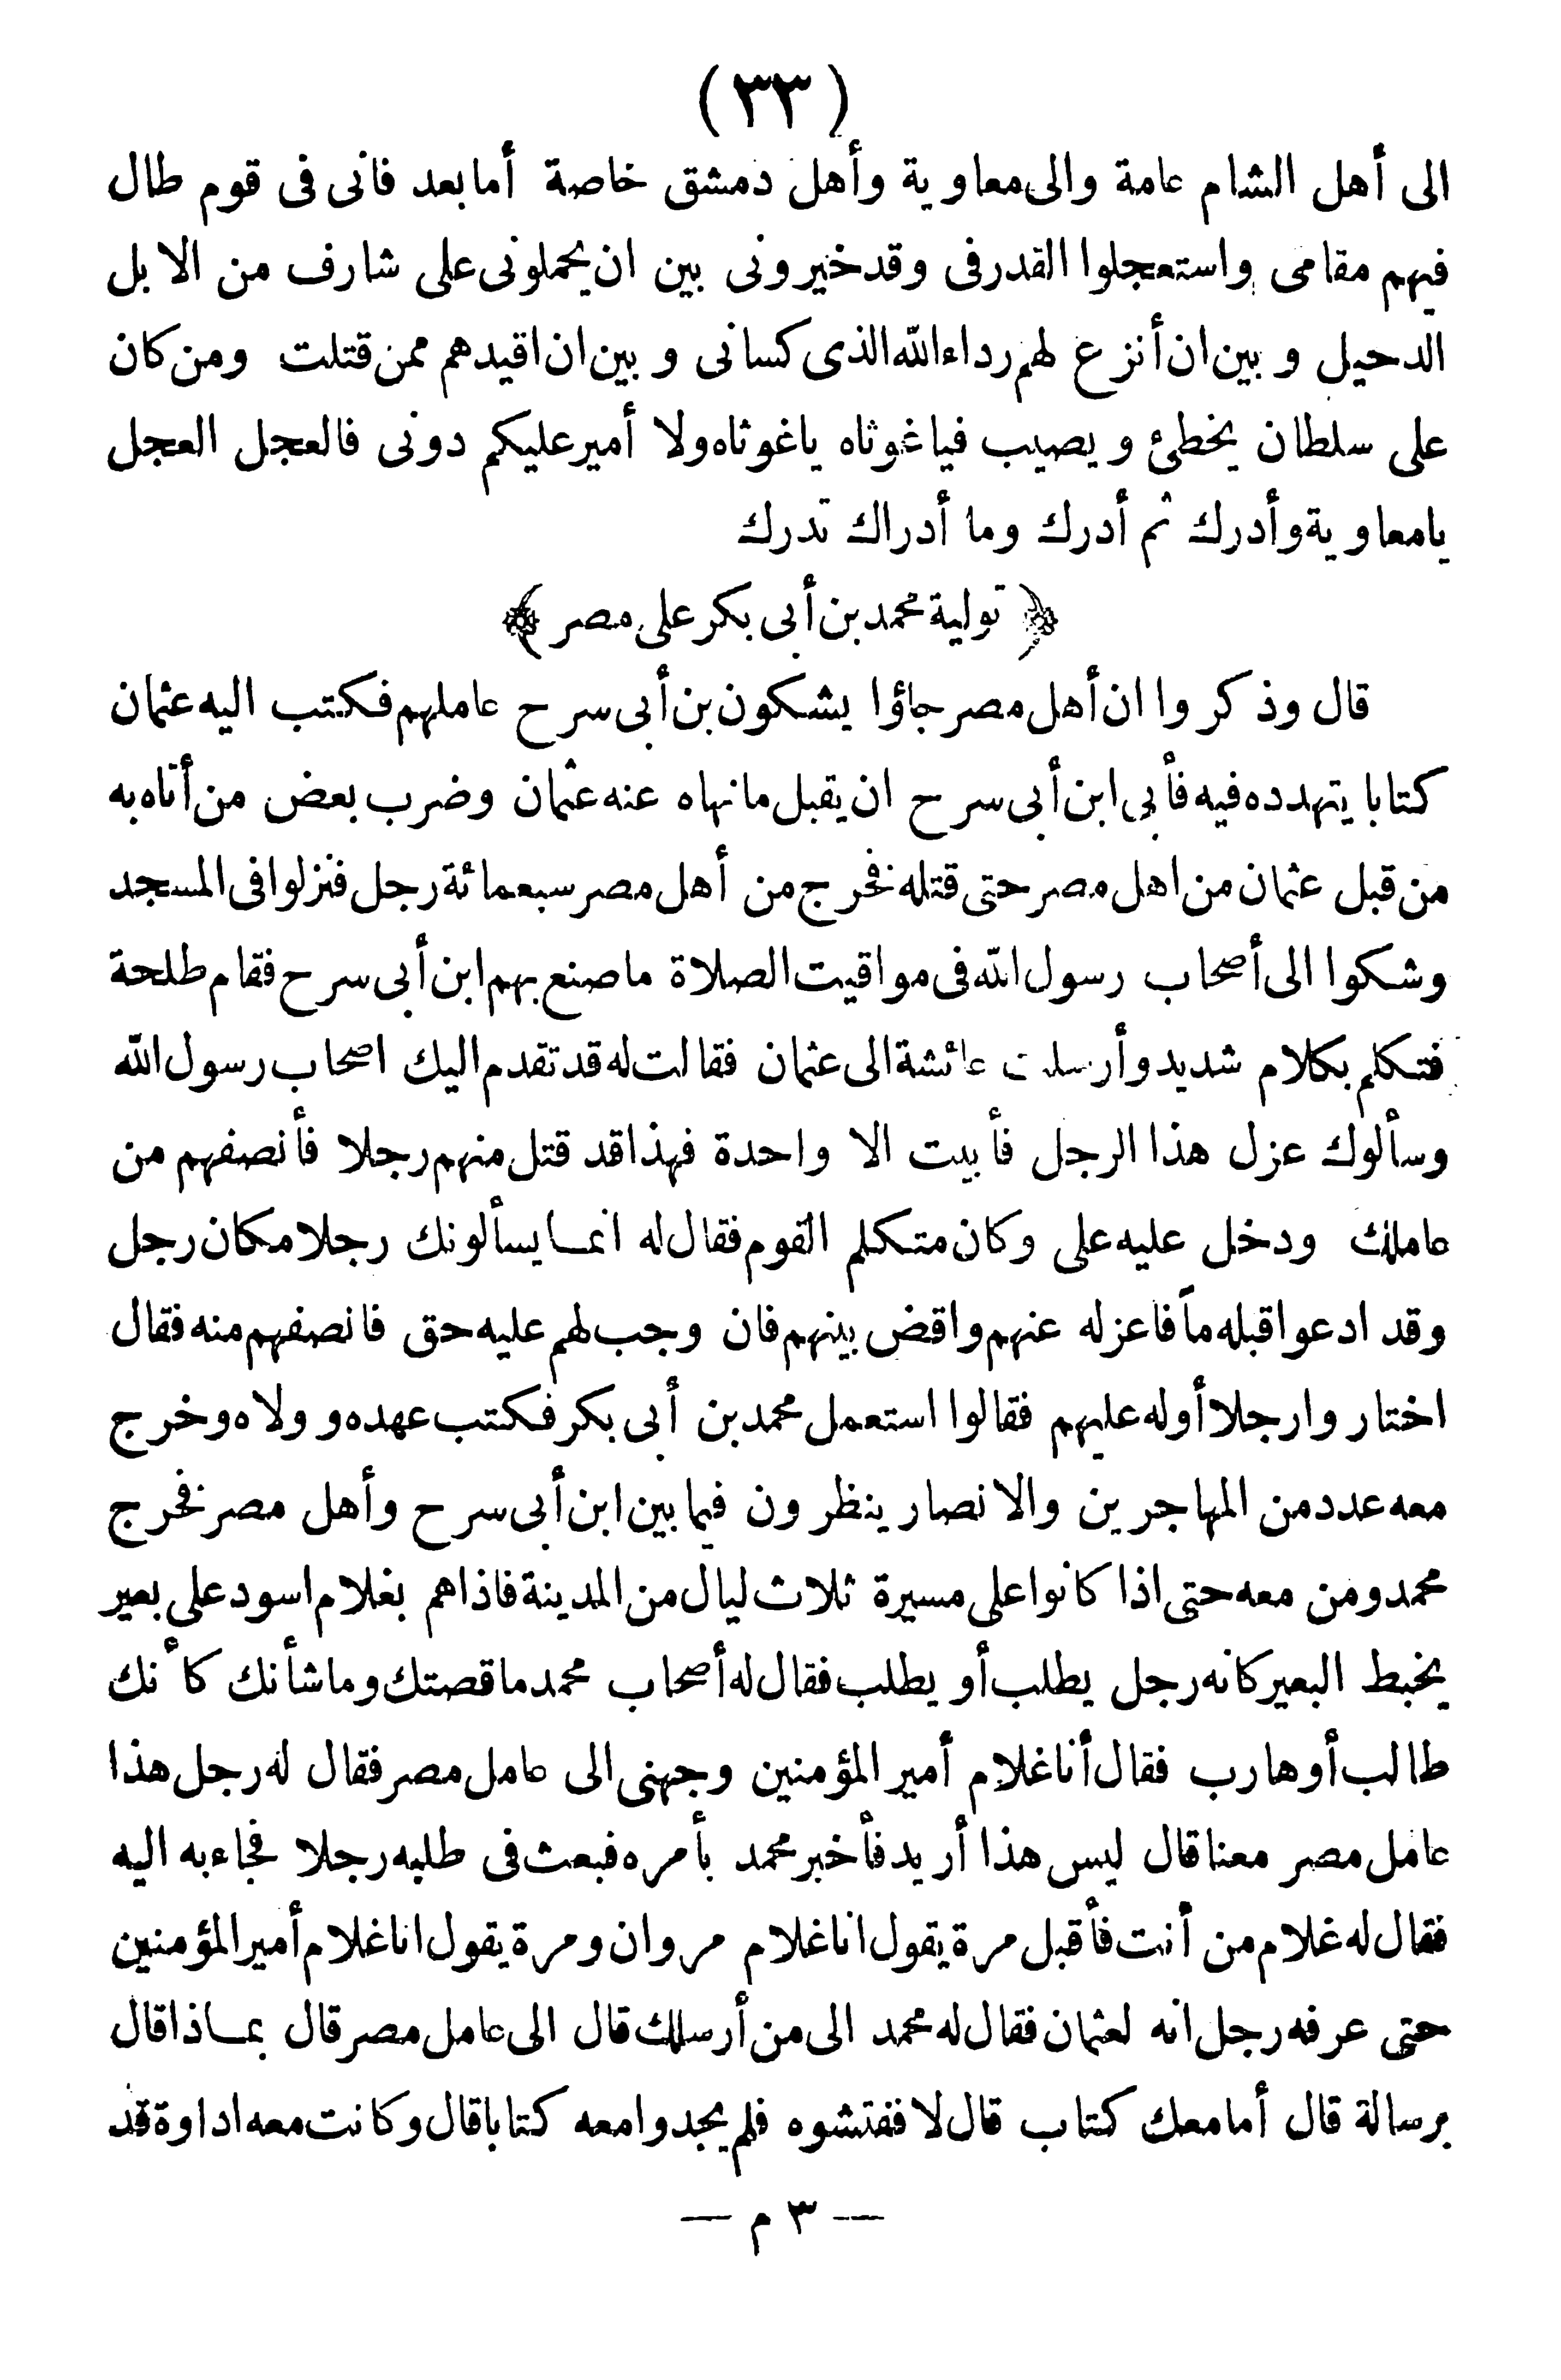 (٣٣)
الى أهل الشام عامة والى معاوية وأهل دمشق خاصة أما بعد فانى فى قوم طال
فيهم مقامى واستعجلوا القدر فى وقد خيرونى بين ان يحملونى على شارف من الابل
الدحيل وبين ان أنزع لهم رداء الله الذى كسانى وبين ان اقيدهم ممن قتلت ومن كان
على سلطان يخطئ ويصيب فياغوثاه ياغوثاه ولا أمير عليكم دونى فالعجل العجل
يامعاوية وأدرك ثم أدرك وما أدراك تدرك
﴿ تولية محمد بن أبى بكر على مصر ﴾
قال وذكروا ان أهل مصر جاؤا يشكون بن أبى سرح عاملهم فكتب اليه عثمان
كتابا يتهدده فيه فأبى ابن أبى سرح ان يقبل مانهاه عنه عثمان وضرب بعض من أتاه به
من قبل عثمان من اهل مصر حتى قتله فخرج من أهل مصر سبعمائة رجل فنزلوا فى المسجد
وشكوا الى أصحاب رسول الله فى مواقيت الصلاة ماصنع بهم ابن أبى سرح فقام طلحة
فتكلم بكلام شديد وأرسلت عائشة الى عثمان فقالت له قد تقدم اليك اصحاب رسول الله
وسألوك عزل هذا الرجل فأبيت الا واحدة فهذا قد قتل منهم رجلا فأنصفهم من
عاملك ودخل عليه على وكان متكلم القوم فقال له انما يسألونك رجلا مكان رجل
وقد ادعوا قبله مأ فاعزله عنهم واقض بينهم فان وجب لهم عليه حق فانصفهم منه فقال
اختاروا رجلا أوله عليهم فقالوا استعمل محمد بن أبى بكر فكتب عهده وولاه وخرج
معه عدد من المهاجرين والانصار ينظرون فيما بين ابن أبى سرح وأهل مصر فخرج
محمد ومن معه حتى اذا كانوا على مسيرة ثلاث ليال من المدينة فاذا هم بغلام اسود على بعير
يخبط البعير كانه رجل يطلب أو يطلب فقال له أصحاب محمد ماقصتك وما شأنك كأنك
طالب أو هارب فقال أنا غلام أمير المؤمنين وجهنى الى عامل مصر فقال له رجل هذا
عامل مصر معنا قال ليس هذا أريد فأخبر محمد بأمره فبعث فى طلبه رجلا فجاء به اليه
فقال له غلام من أنت فأقبل مرة يقول انا غلام مروان ومرة يقول انا غلام أمير المؤمنين
حتى عرفه رجل انه لعثمان فقال له محمد الى من أرسلك قال الى عامل مصر قال بماذا قال
برسالة قال أما معك كتاب قال لا ففتشوه فلم يجدوا معه كتابا قال وكانت معه اداوة قد
— ٣ م —